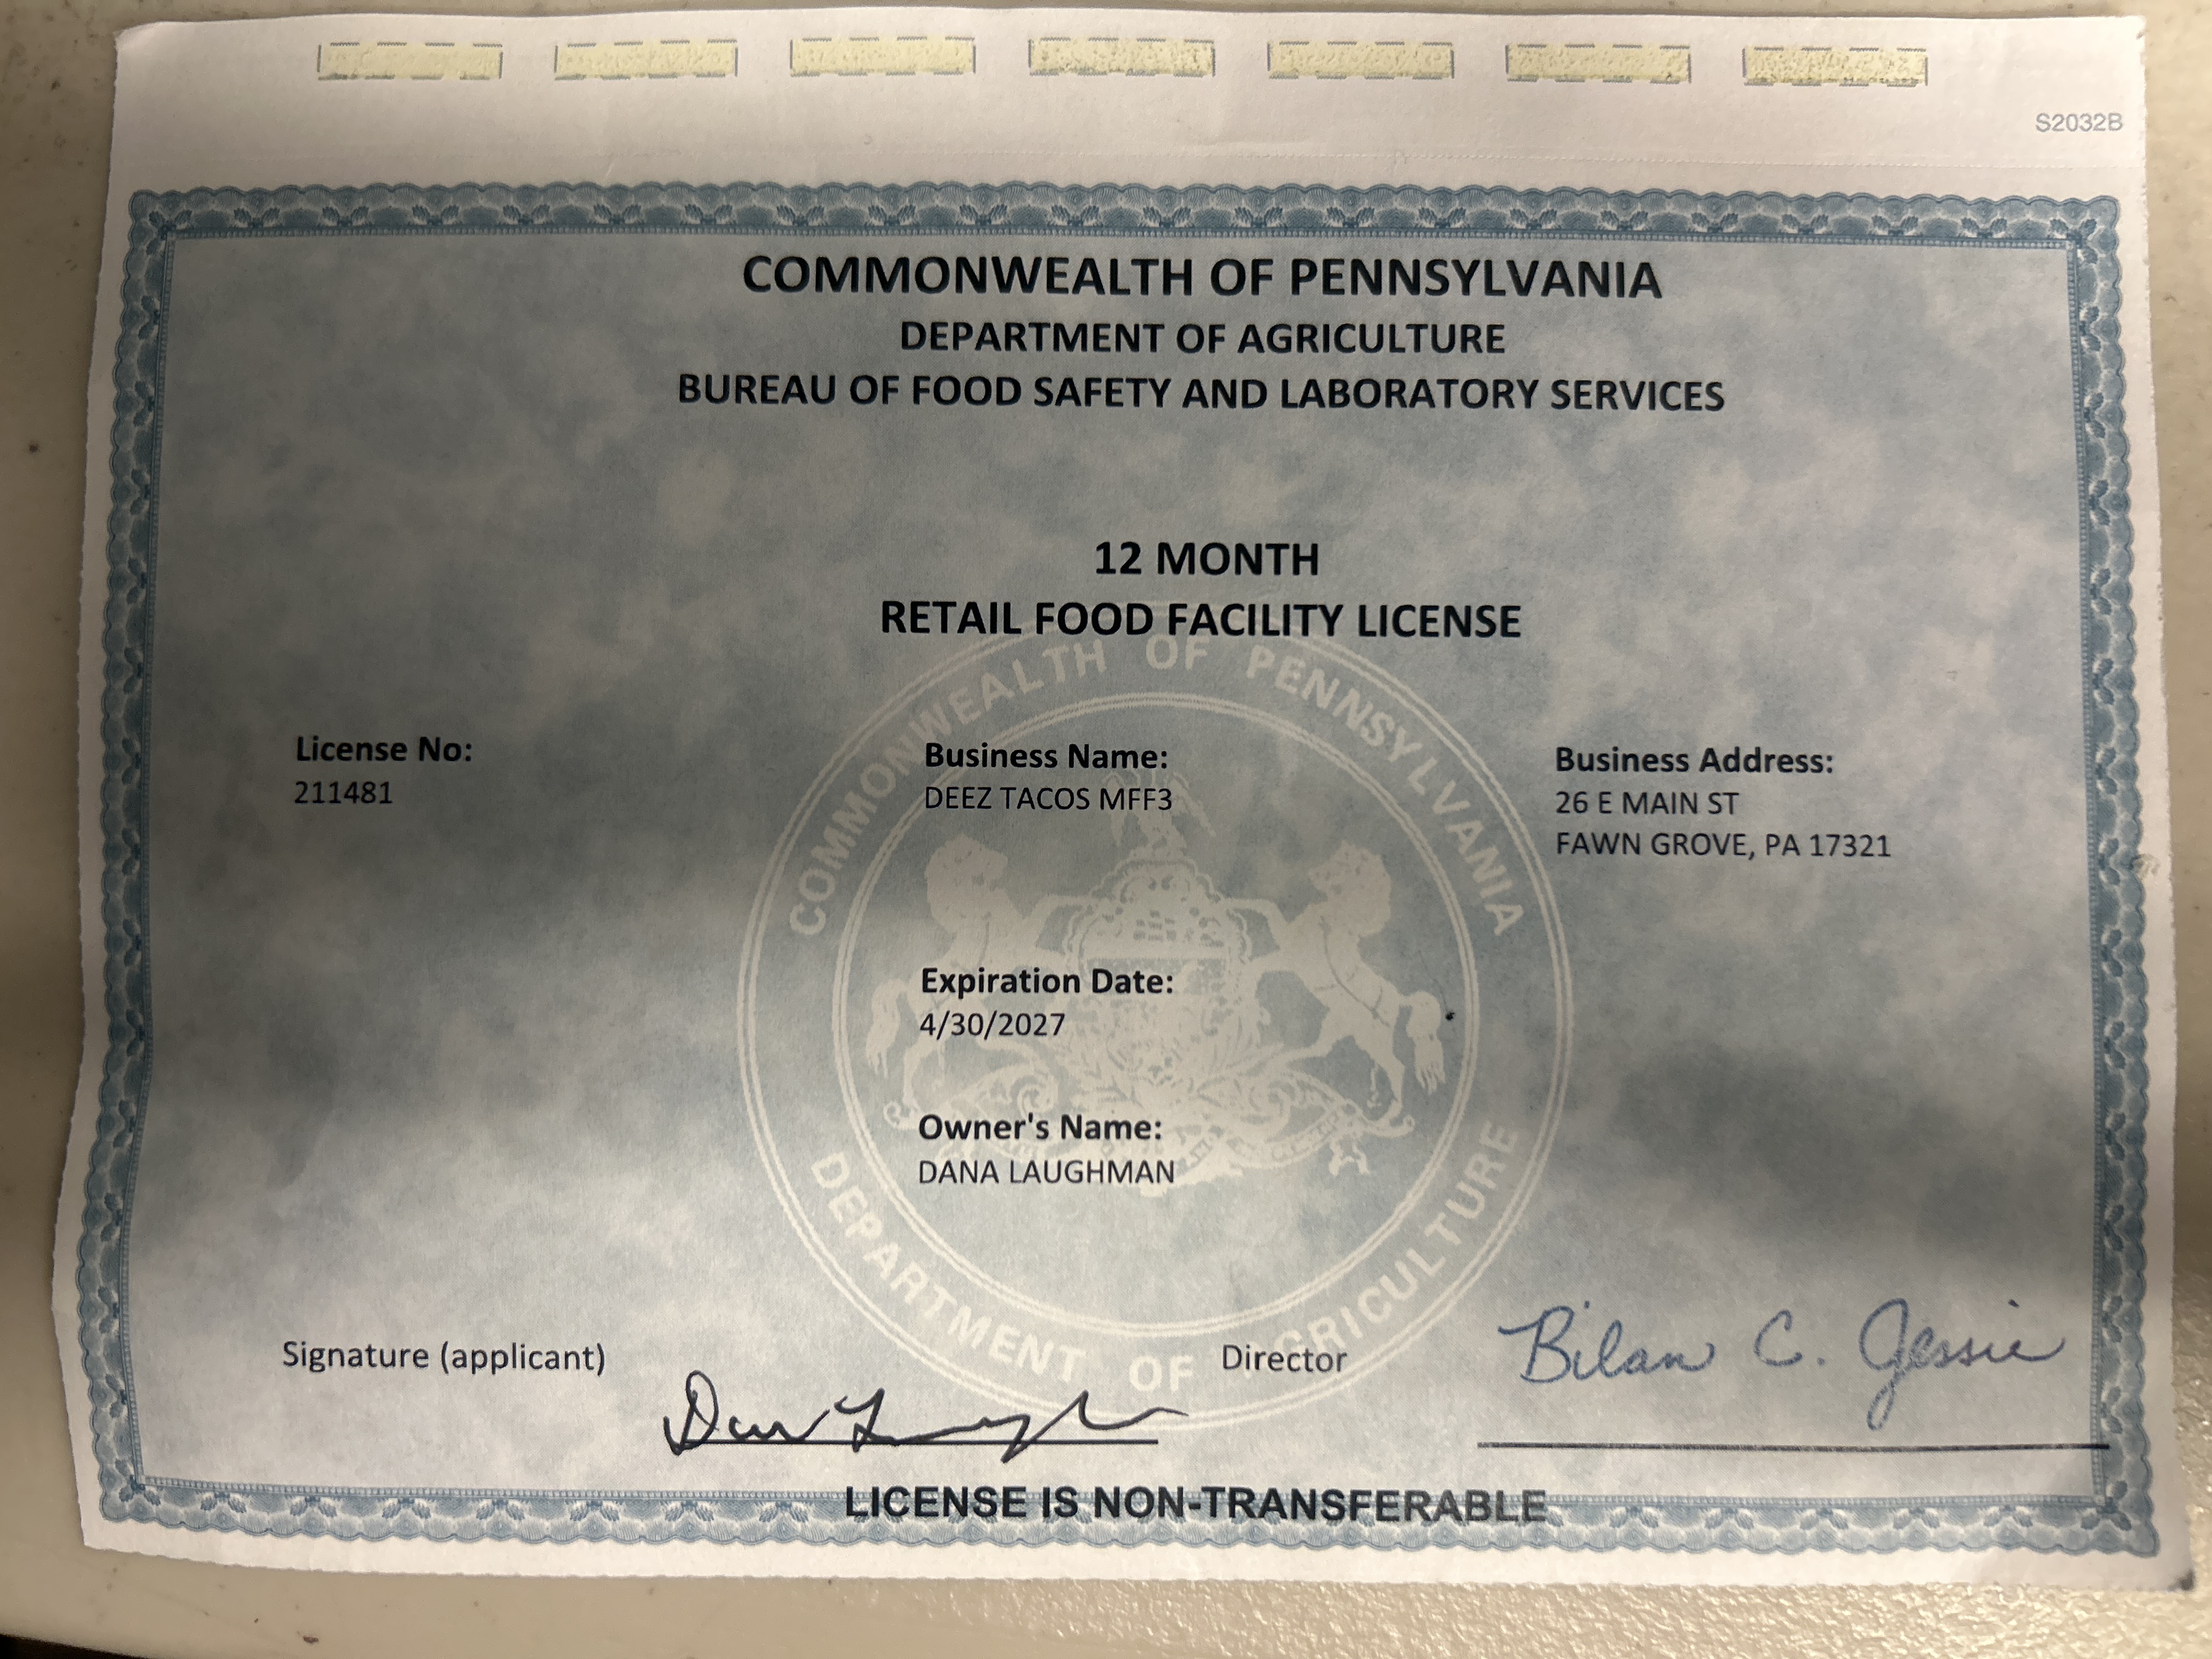 S2032B
COMMONWEALTH OF PENNSYLVANIA
DEPARTMENT OF AGRICULTURE
BUREAU OF FOOD SAFETY AND LABORATORY SERVICES
12 MONTH
RETAIL FOOD FACILITY LICENSE
COMMONWEALTH OF PENNSYLVANIA
License No:
211481
Business Name:
DEEZ TACOS MFF3
Business Address:
26 E MAIN ST
FAWN GROVE, PA 17321
Expiration Date:
4/30/2027
Owner's Name:
DANA LAUGHMAN
DEPARTMENT OF AGRICULTURE
Signature (applicant)
Director
Bilan C. Jessie
LICENSE IS NON-TRANSFERABLE